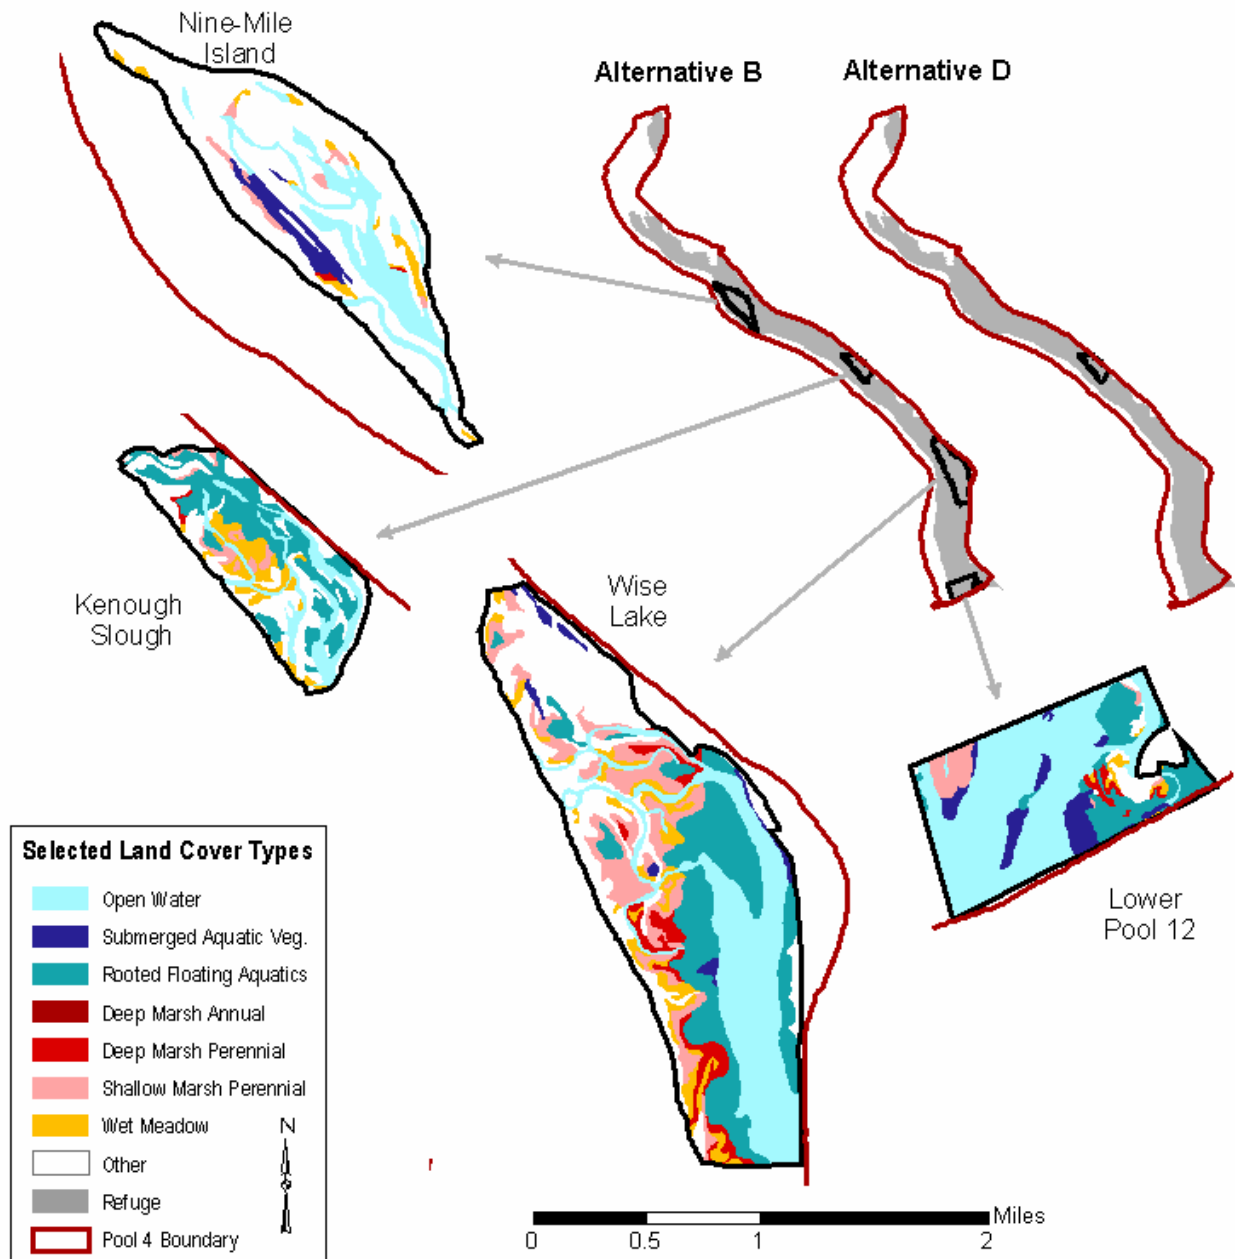 Nine-Mile
Island
Alternative B
Alternative D
Kenough
Slough
Wise
Lake
Lower
Pool 12
Selected Land Cover Types
Open Water
Submerged Aquatic Veg.
Rooted Floating Aquatics
Deep Marsh Annual
Deep Marsh Perennial
Shallow Marsh Perennial
Wet Meadow
Other
Refuge
Pool 4 Boundary
N
Miles
0 0.5 1 2